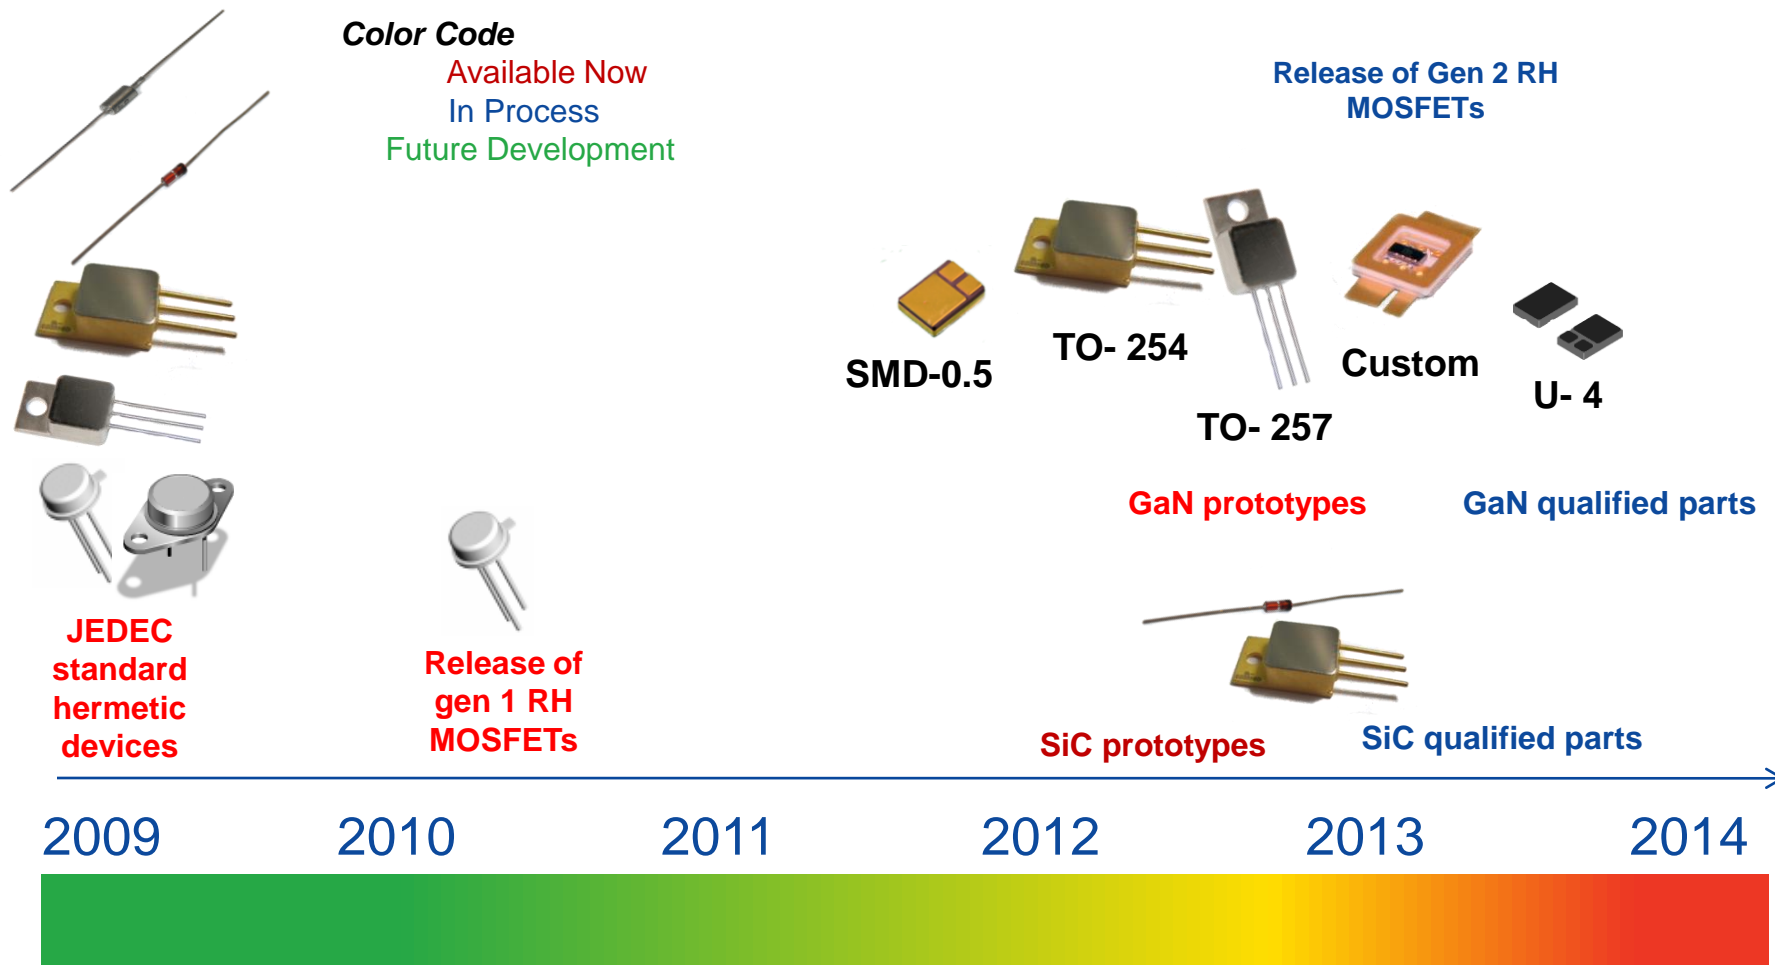 Color Code
Available Now
In Process
Future Development
Release of Gen 2 RH
MOSFETs
SMD-0.5
TO- 254
TO- 257
Custom
U- 4
GaN prototypes
GaN qualified parts
JEDEC
standard
hermetic
devices
Release of
gen 1 RH
MOSFETs
SiC prototypes
SiC qualified parts
2009
2010
2011
2012
2013
2014